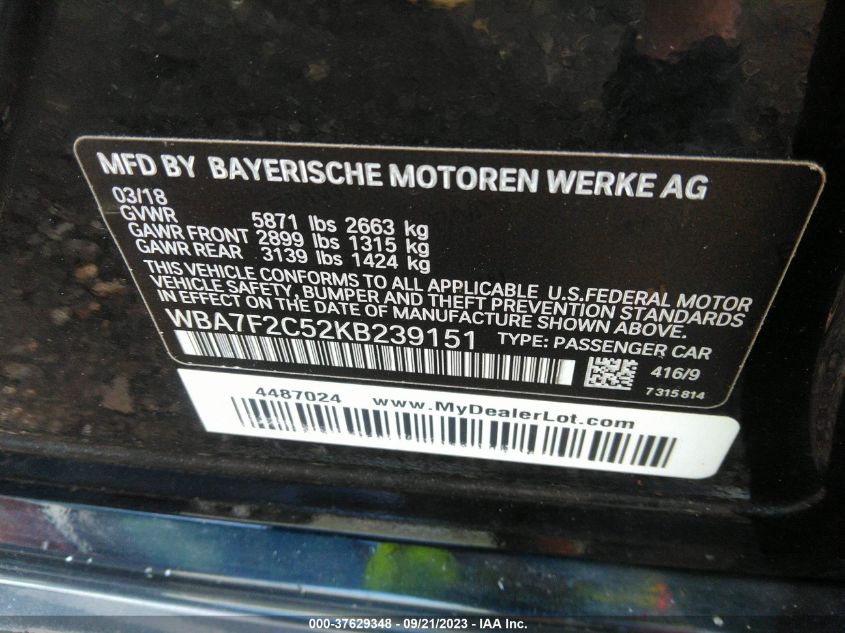 MFD BY BAYERISCHE MOTOREN WERKE AG
03/18
GVWR 5871 lbs 2663 kg
GAWR FRONT 2899 lbs 1315 kg
GAWR REAR 3139 lbs 1424 kg
THIS VEHICLE CONFORMS TO ALL APPLICABLE U.S.FEDERAL MOTOR
VEHICLE SAFETY, BUMPER AND THEFT PREVENTION STANDARDS
IN EFFECT ON THE DATE OF MANUFACTURE SHOWN ABOVE.
WBA7F2C52KB239151 TYPE: PASSENGER CAR
416/9
7 315 814
4487024 www.MyDealerLot.com
000-37629348 - 09/21/2023 - IAA Inc.